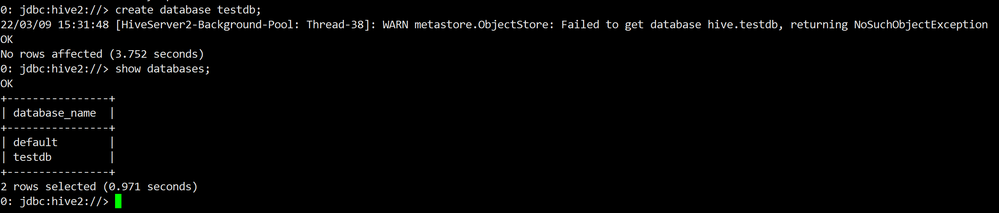 0: jdbc:hive2://> create database testdb;
22/03/09 15:31:48 [HiveServer2-Background-Pool: Thread-38]: WARN metastore.ObjectStore: Failed to get database hive.testdb, returning NoSuchObjectException
OK
No rows affected (3.752 seconds)
0: jdbc:hive2://> show databases;
OK
+----------------+
| database_name  |
+----------------+
| default        |
| testdb         |
+----------------+
2 rows selected (0.971 seconds)
0: jdbc:hive2://>